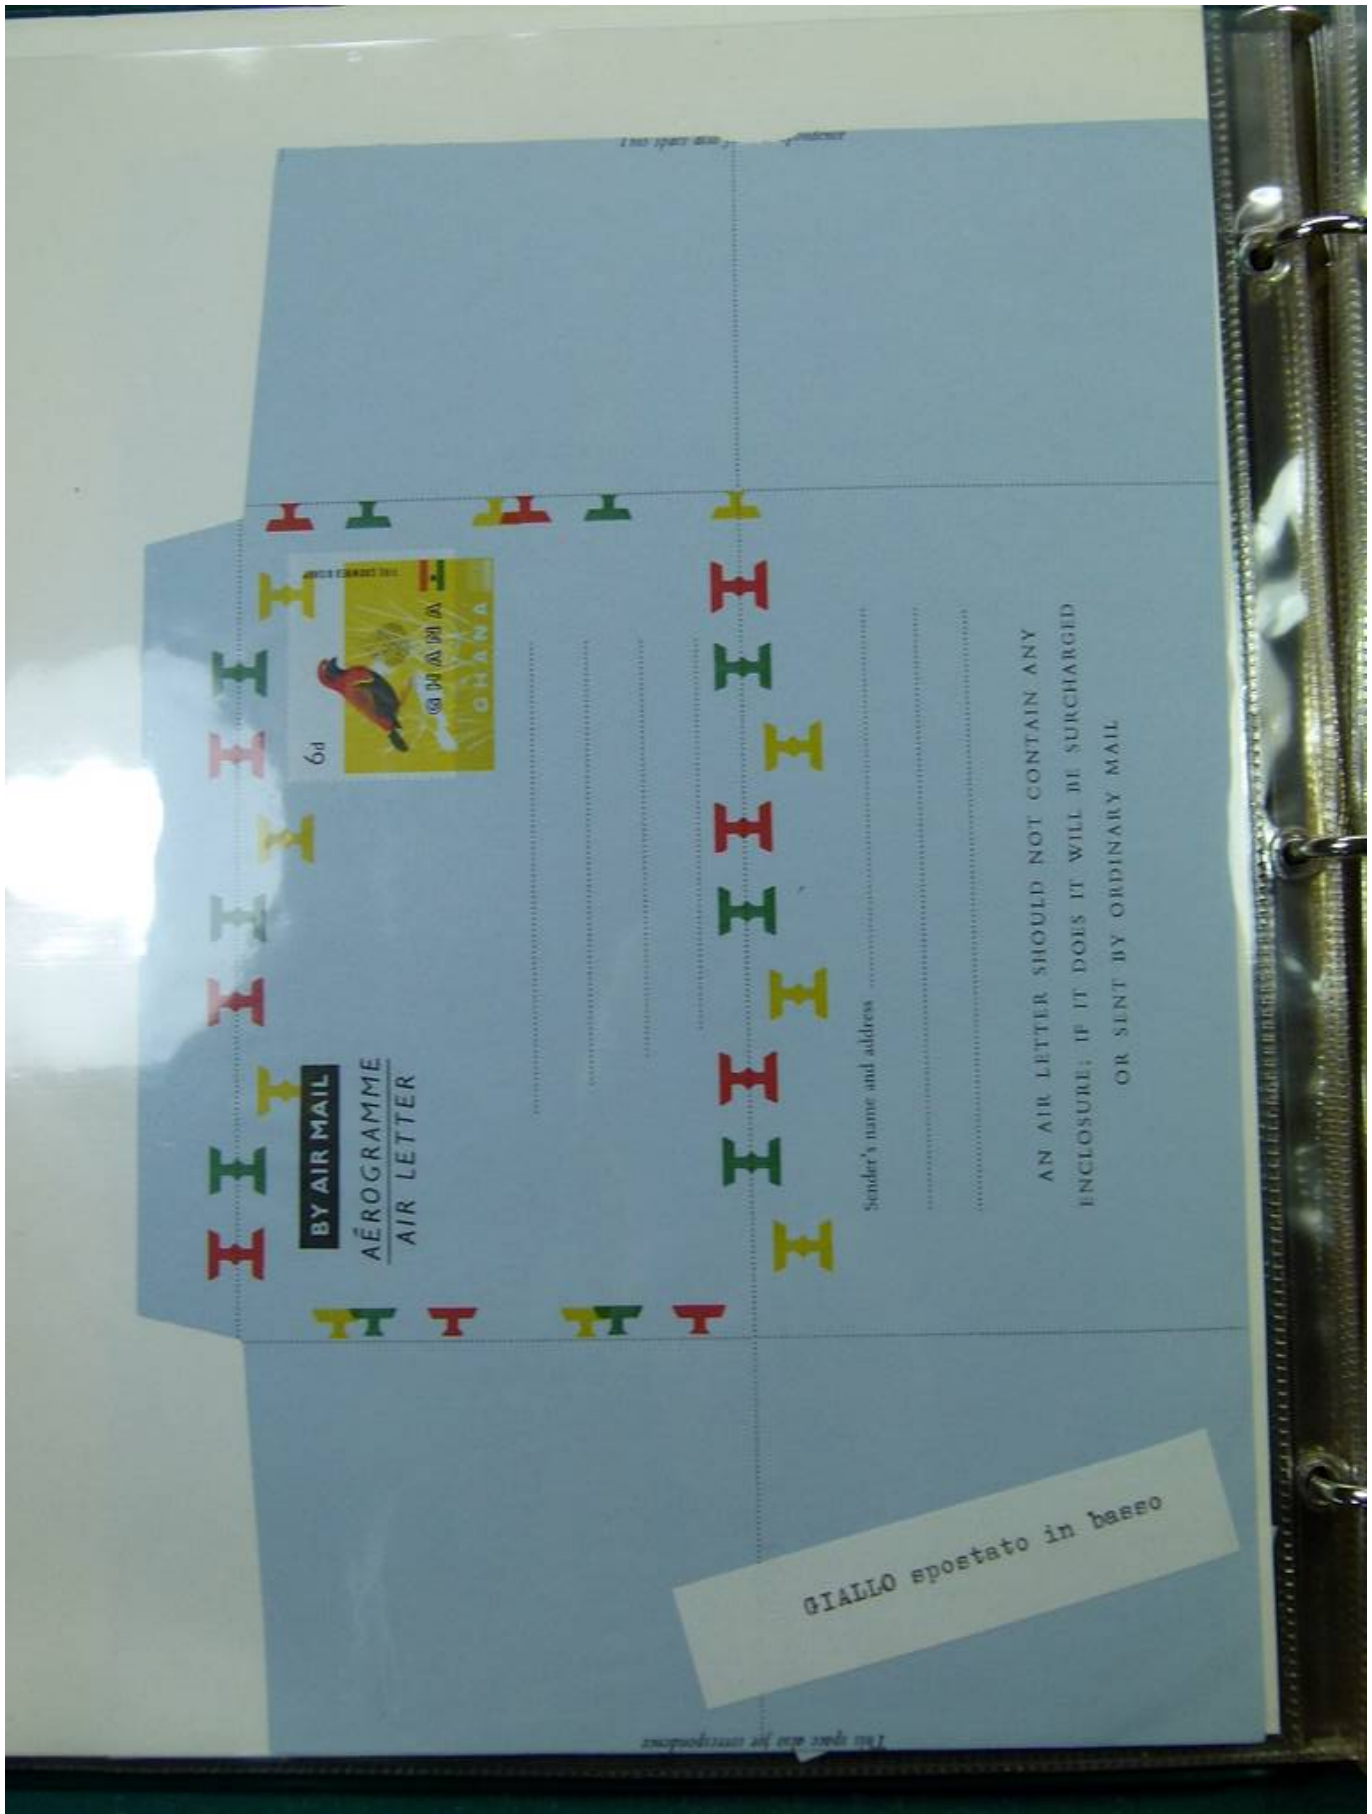 6d
GHANA
GHANA
BY AIR MAIL
AÉROGRAMME
AIR LETTER
Sender's name and address
AN AIR LETTER SHOULD NOT CONTAIN ANY
ENCLOSURE; IF IT DOES IT WILL BE SURCHARGED
OR SENT BY ORDINARY MAIL
GIALLO spostato in basso
This space also for correspondence